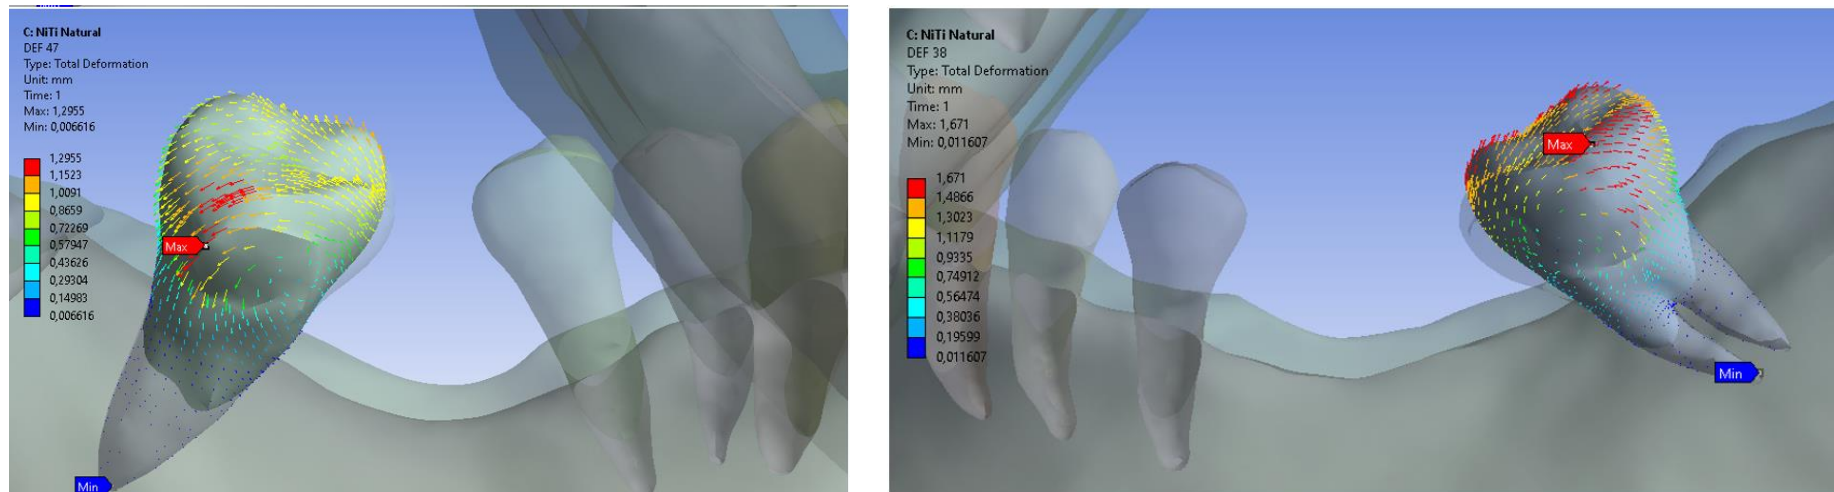 C: NiTi Natural
DEF 47
Type: Total Deformation
Unit: mm
Time: 1
Max: 1,2955
Min: 0,006616
1,2955
1,1523
1,0091
0,8659
0,72269
0,57947
0,43626
0,29304
0,14983
0,006616
Max
Min
C: NiTi Natural
DEF 38
Type: Total Deformation
Unit: mm
Time: 1
Max: 1,671
Min: 0,011607
1,671
1,4866
1,3023
1,1179
0,9335
0,74912
0,56474
0,38036
0,19599
0,011607
Max
Min